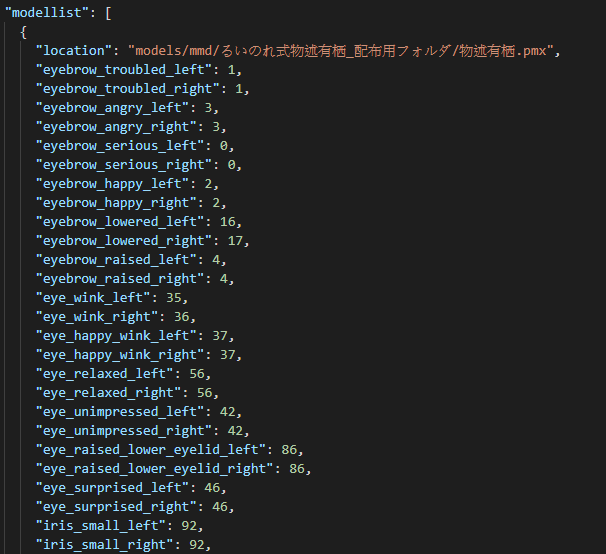 "modellist": [
{
"location": "models/mmd/るいのれ式物述有栖_配布用フォルダ/物述有栖.pmx",
"eyebrow_troubled_left": 1,
"eyebrow_troubled_right": 1,
"eyebrow_angry_left": 3,
"eyebrow_angry_right": 3,
"eyebrow_serious_left": 0,
"eyebrow_serious_right": 0,
"eyebrow_happy_left": 2,
"eyebrow_happy_right": 2,
"eyebrow_lowered_left": 16,
"eyebrow_lowered_right": 17,
"eyebrow_raised_left": 4,
"eyebrow_raised_right": 4,
"eye_wink_left": 35,
"eye_wink_right": 36,
"eye_happy_wink_left": 37,
"eye_happy_wink_right": 37,
"eye_relaxed_left": 56,
"eye_relaxed_right": 56,
"eye_unimpressed_left": 42,
"eye_unimpressed_right": 42,
"eye_raised_lower_eyelid_left": 86,
"eye_raised_lower_eyelid_right": 86,
"eye_surprised_left": 46,
"eye_surprised_right": 46,
"iris_small_left": 92,
"iris_small_right": 92,